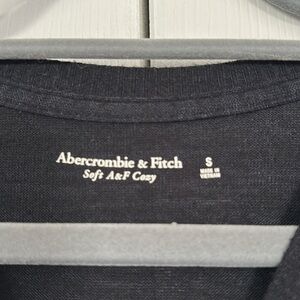 Abercrombie & Fitch
Soft A&F Cozy
S
MADE IN
VIETNAM